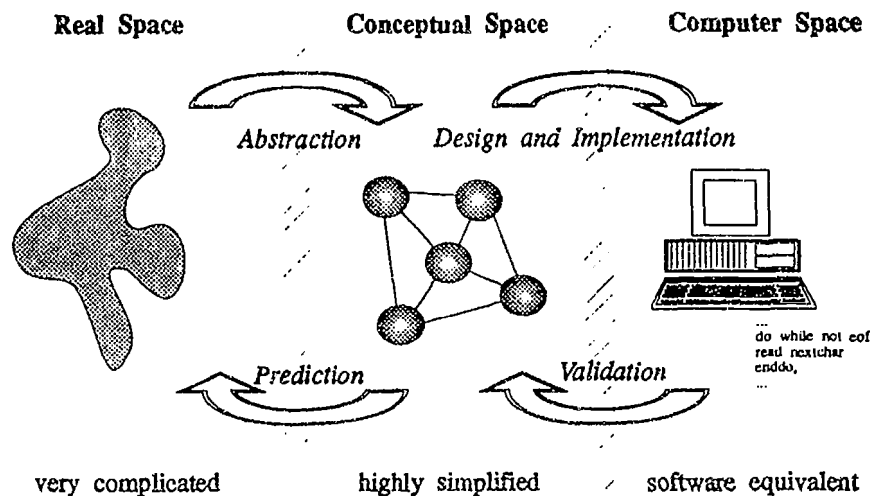 Real Space
Conceptual Space
Computer Space
Abstraction
Design and Implementation
...
do while not eof
read nextchar
enddo,
...
Prediction
Validation
very complicated
highly simplified
software equivalent